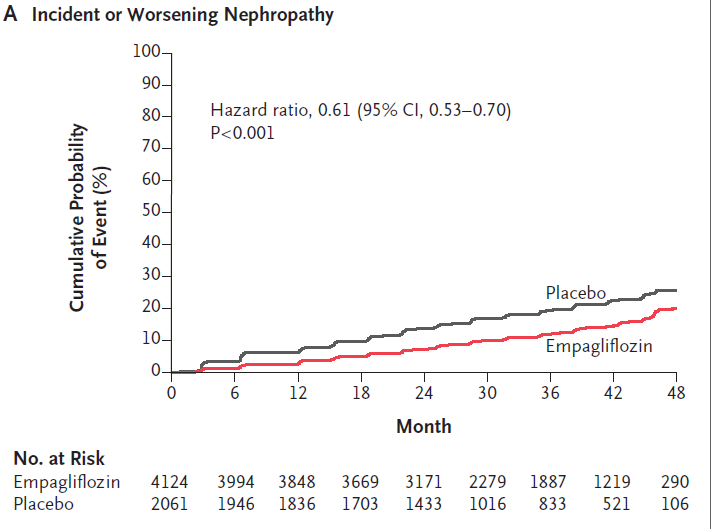 A Incident or Worsening Nephropathy
100
90
80
70
60
50
40
30
20
10
0
Cumulative Probability
of Event (%)
Hazard ratio, 0.61 (95% CI, 0.53–0.70)
P<0.001
Placebo
Empagliflozin
0 6 12 18 24 30 36 42 48
Month
No. at Risk
Empagliflozin 4124 3994 3848 3669 3171 2279 1887 1219 290
Placebo 2061 1946 1836 1703 1433 1016 833 521 106